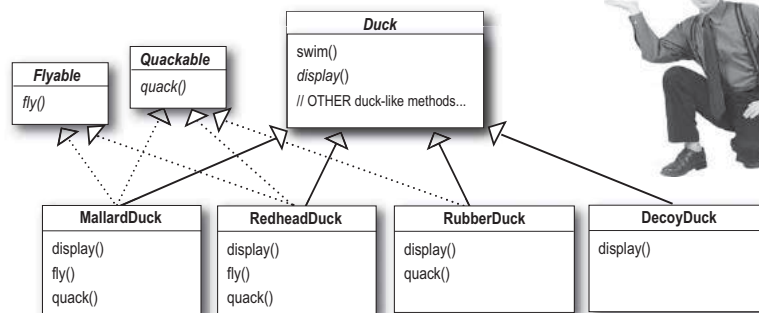 Duck
swim()
display()
// OTHER duck-like methods...
Quackable
quack()
Flyable
fly()
MallardDuck
display()
fly()
quack()
RedheadDuck
display()
fly()
quack()
RubberDuck
display()
quack()
DecoyDuck
display()